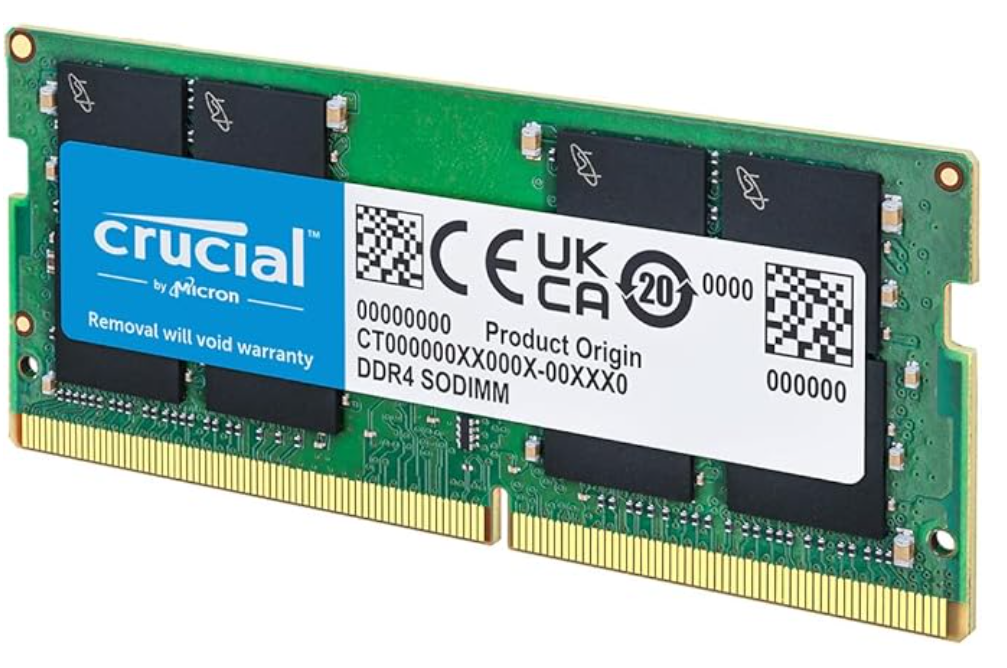 crucial™
by Micron
Removal will void warranty
CE UK CA 20 0000
00000000
Product Origin
CT000000XX000X-00XXX0
DDR4 SODIMM
000000